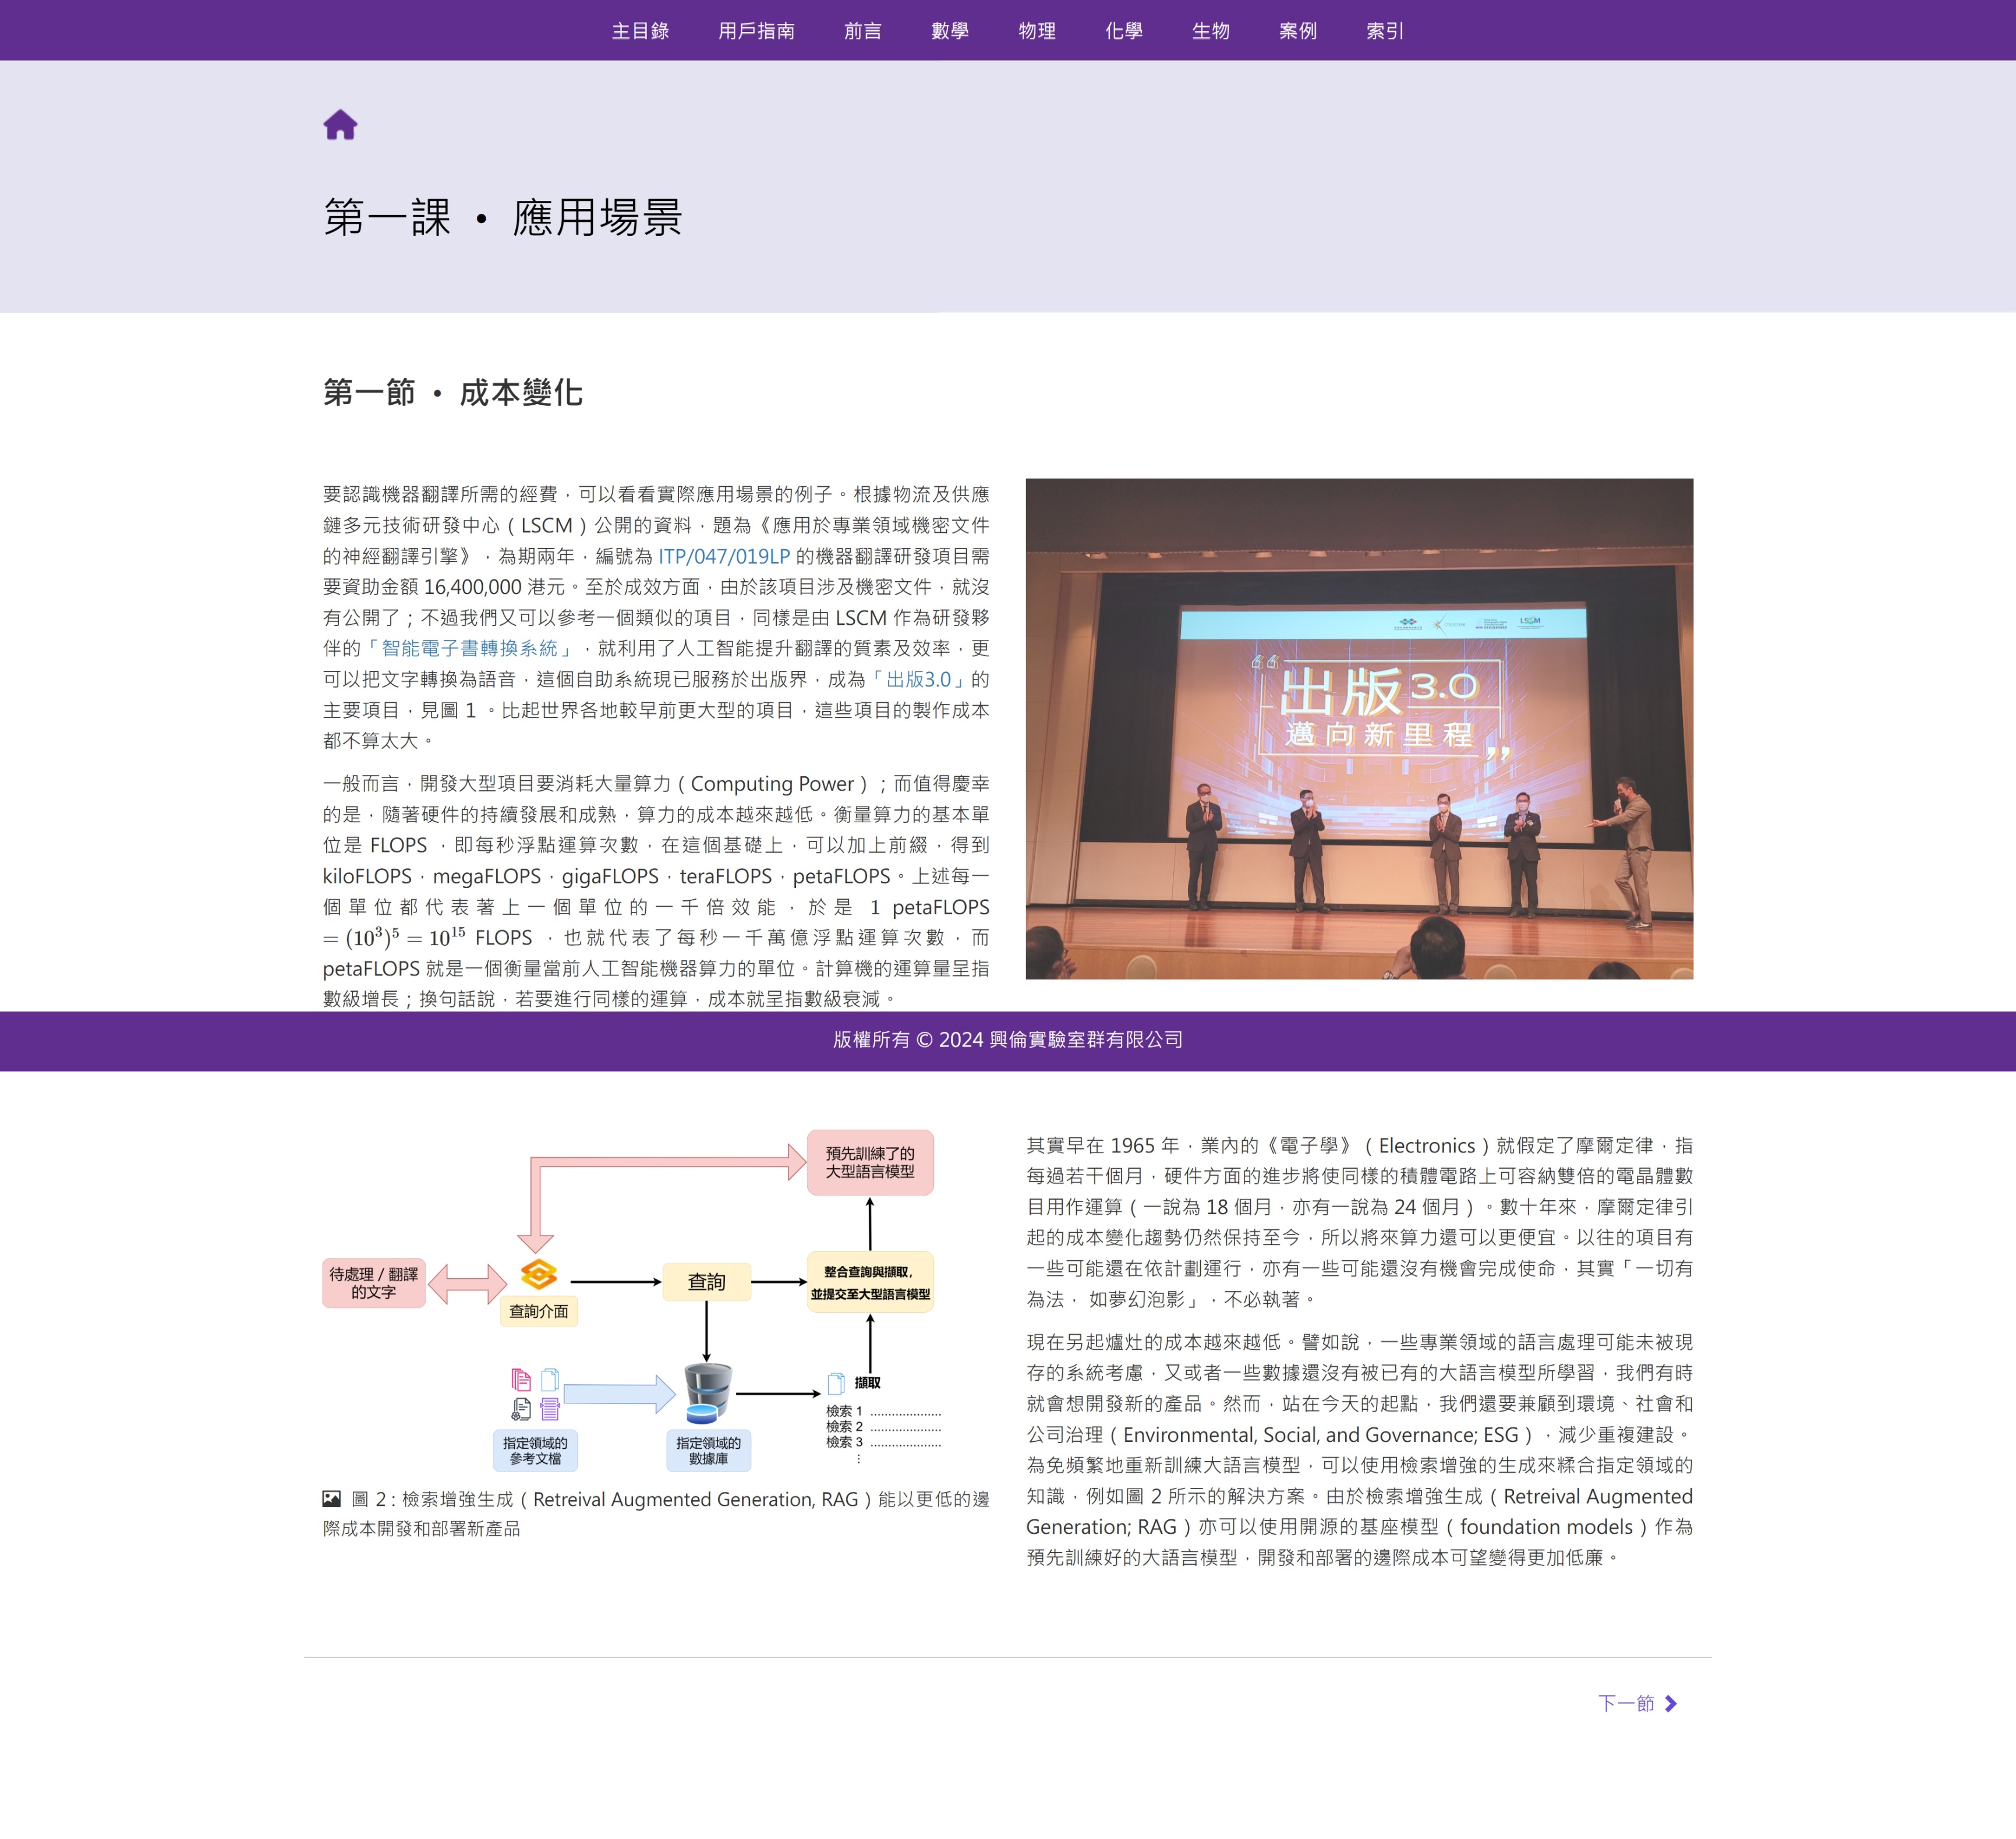 主目錄 用戶指南 前言 數學 物理 化學 生物 案例 索引
第一課 • 應用場景
第一節 • 成本變化
要認識機器翻譯所需的經費，可以看看實際應用場景的例子。根據物流及供應
鏈多元技術研發中心（LSCM）公開的資料，題為《應用於專業領域機密文件
的神經翻譯引擎》，為期兩年，編號為 ITP/047/019LP 的機器翻譯研發項目需
要資助金額 16,400,000 港元。至於成效方面，由於該項目涉及機密文件，就沒
有公開了；不過我們又可以參考一個類似的項目，同樣是由 LSCM 作為研發夥
伴的「智能電子書轉換系統」，就利用了人工智能提升翻譯的質素及效率，更
可以把文字轉換為語音，這個自助系統現已服務於出版界，成為「出版3.0」的
主要項目，見圖 1 。比起世界各地較早前更大型的項目，這些項目的製作成本
都不算太大。
一般而言，開發大型項目要消耗大量算力（Computing Power）；而值得慶幸
的是，隨著硬件的持續發展和成熟，算力的成本越來越低。衡量算力的基本單
位是 FLOPS ，即每秒浮點運算次數，在這個基礎上，可以加上前綴，得到
kiloFLOPS，megaFLOPS，gigaFLOPS，teraFLOPS，petaFLOPS。上述每一
個單位都代表著上一個單位的一千倍效能，於是 1 petaFLOPS
= (10³)⁵ = 10¹⁵ FLOPS ，也就代表了每秒一千萬億浮點運算次數，而
petaFLOPS 就是一個衡量當前人工智能機器算力的單位。計算機的運算量呈指
數級增長；換句話說，若要進行同樣的運算，成本就呈指數級衰減。
LSCM
“出版3.0
邁向新里程”
版權所有 © 2024 興倫實驗室群有限公司
預先訓練了的
大型語言模型
待處理 / 翻譯
的文字
查詢介面
查詢
整合查詢與擷取，
並提交至大型語言模型
擷取
檢索 1 ....................
檢索 2 ....................
檢索 3 ....................
⋮
指定領域的
參考文檔
指定領域的
數據庫
圖 2 : 檢索增強生成（Retreival Augmented Generation, RAG）能以更低的邊
際成本開發和部署新產品
其實早在 1965 年，業內的《電子學》（Electronics）就假定了摩爾定律，指
每過若干個月，硬件方面的進步將使同樣的積體電路上可容納雙倍的電晶體數
目用作運算（一說為 18 個月，亦有一說為 24 個月）。數十年來，摩爾定律引
起的成本變化趨勢仍然保持至今，所以將來算力還可以更便宜。以往的項目有
一些可能還在依計劃運行，亦有一些可能還沒有機會完成使命，其實「一切有
為法， 如夢幻泡影」，不必執著。
現在另起爐灶的成本越來越低。譬如說，一些專業領域的語言處理可能未被現
存的系統考慮，又或者一些數據還沒有被已有的大語言模型所學習，我們有時
就會想開發新的產品。然而，站在今天的起點，我們還要兼顧到環境、社會和
公司治理（Environmental, Social, and Governance; ESG），減少重複建設。
為免頻繁地重新訓練大語言模型，可以使用檢索增強的生成來糅合指定領域的
知識，例如圖 2 所示的解決方案。由於檢索增強生成（Retreival Augmented
Generation; RAG）亦可以使用開源的基座模型（foundation models）作為
預先訓練好的大語言模型，開發和部署的邊際成本可望變得更加低廉。
下一節